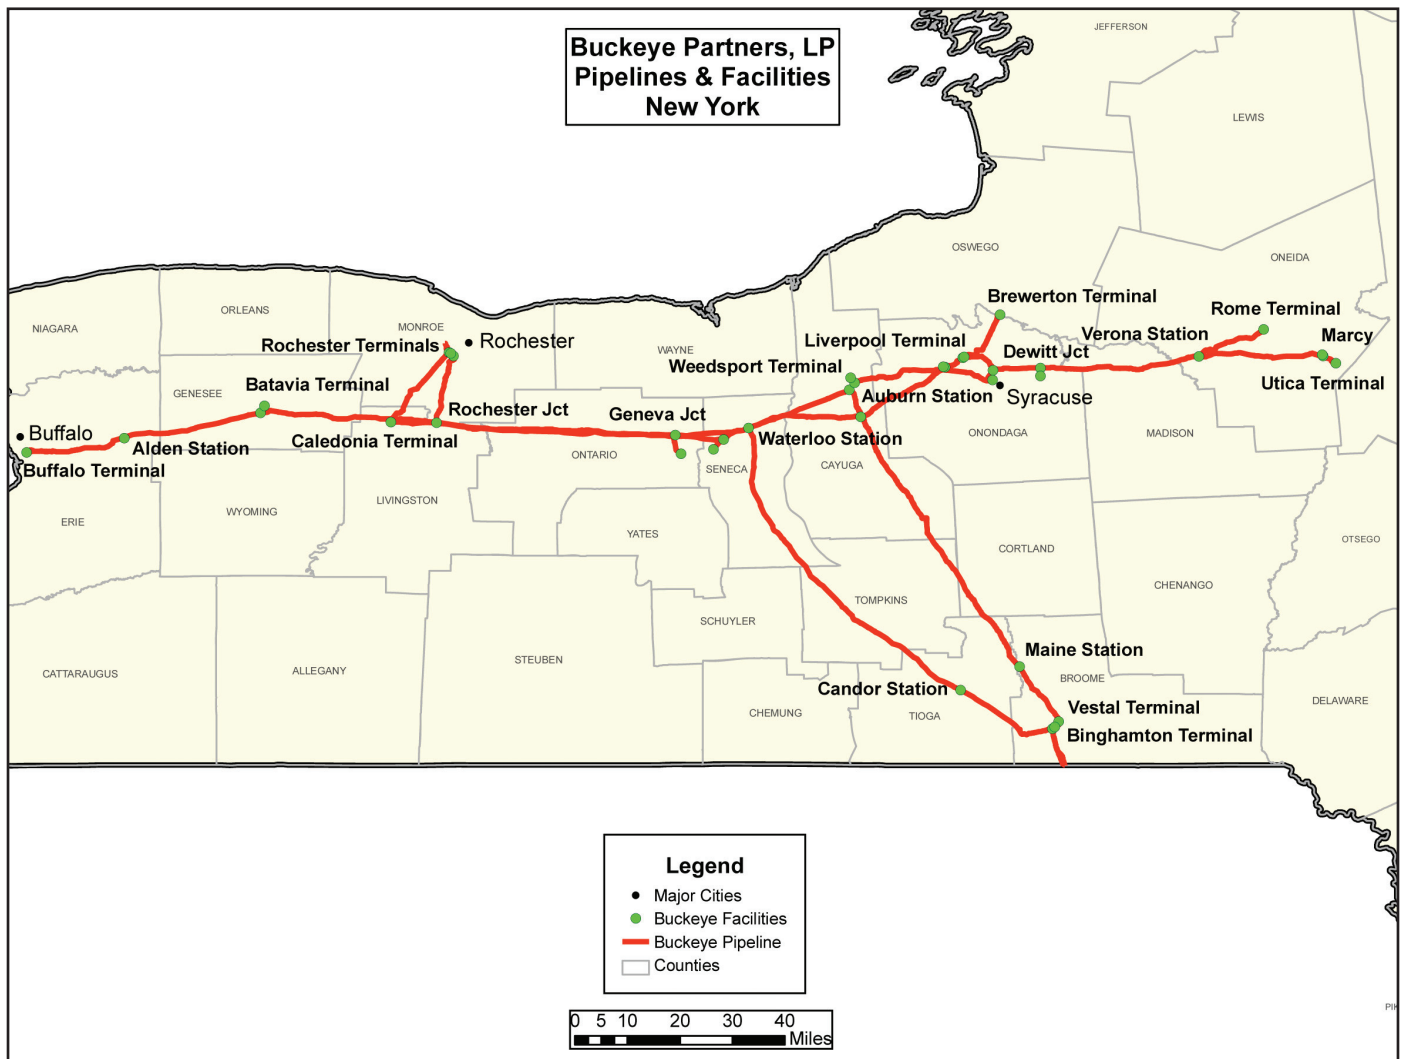 Buckeye Partners, LP
Pipelines & Facilities
New York
JEFFERSON
LEWIS
OSWEGO
ONEIDA
Brewerton Terminal
Rome Terminal
ORLEANS
NIAGARA
MONROE
Rochester Terminals
Rochester
WAYNE
Liverpool Terminal
Verona Station
Marcy
Dewitt Jct
Weedsport Terminal
Utica Terminal
Batavia Terminal
GENESEE
Auburn Station
Syracuse
Rochester Jct
Geneva Jct
Buffalo
Alden Station
Caledonia Terminal
Waterloo Station
ONONDAGA
MADISON
Buffalo Terminal
ONTARIO
SENECA
CAYUGA
LIVINGSTON
WYOMING
ERIE
YATES
CORTLAND
OTSEGO
CHENANGO
TOMPKINS
SCHUYLER
STEUBEN
ALLEGANY
CATTARAUGUS
Maine Station
BROOME
Candor Station
TIOGA
CHEMUNG
Vestal Terminal
DELAWARE
Binghamton Terminal
Legend
Major Cities
Buckeye Facilities
Buckeye Pipeline
Counties
PIK
0 5 10 20 30 40
Miles